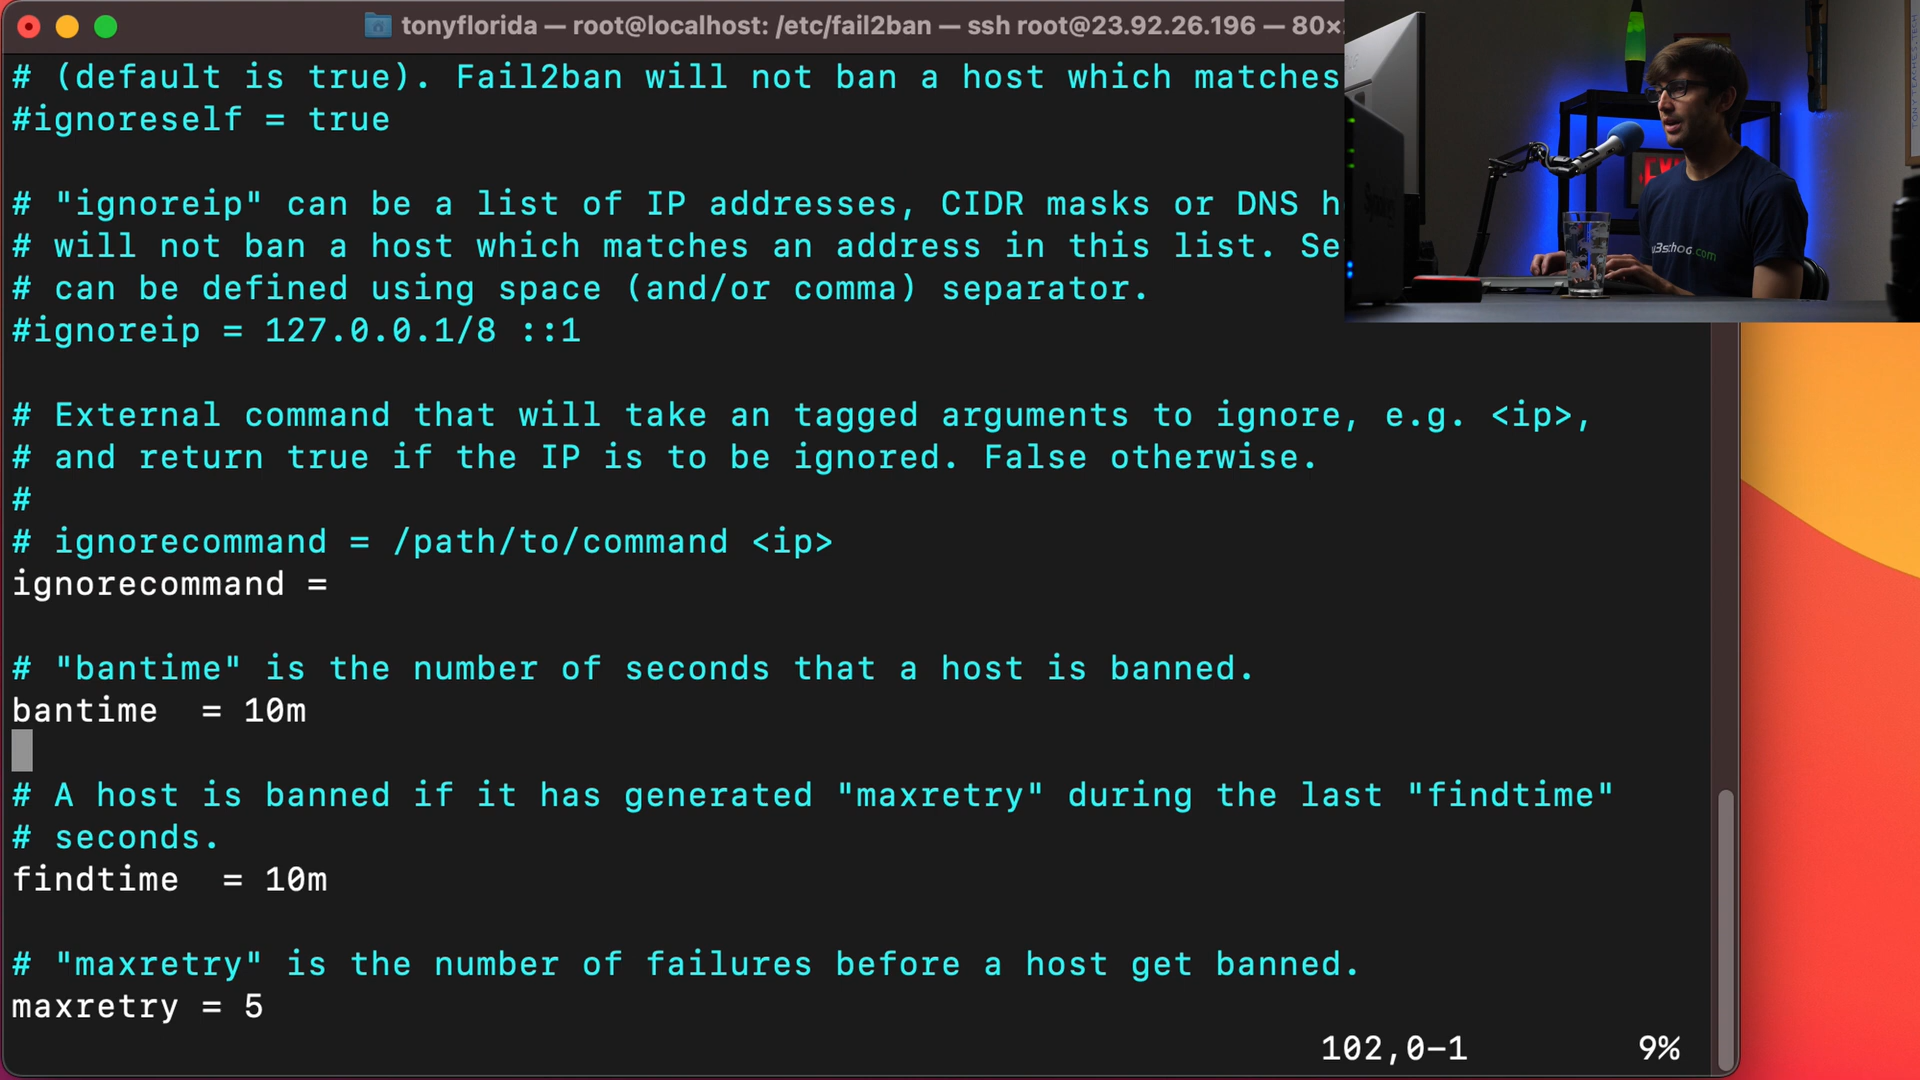 tonyflorida — root@localhost: /etc/fail2ban — ssh root@23.92.26.196 — 80×
# (default is true). Fail2ban will not ban a host which matches
#ignoreself = true
# "ignoreip" can be a list of IP addresses, CIDR masks or DNS h
# will not ban a host which matches an address in this list. Se
# can be defined using space (and/or comma) separator.
#ignoreip = 127.0.0.1/8 ::1
# External command that will take an tagged arguments to ignore, e.g. <ip>,
# and return true if the IP is to be ignored. False otherwise.
#
# ignorecommand = /path/to/command <ip>
ignorecommand =
# "bantime" is the number of seconds that a host is banned.
bantime  = 10m
# A host is banned if it has generated "maxretry" during the last "findtime"
# seconds.
findtime  = 10m
# "maxretry" is the number of failures before a host get banned.
maxretry = 5
102,0-1 9%